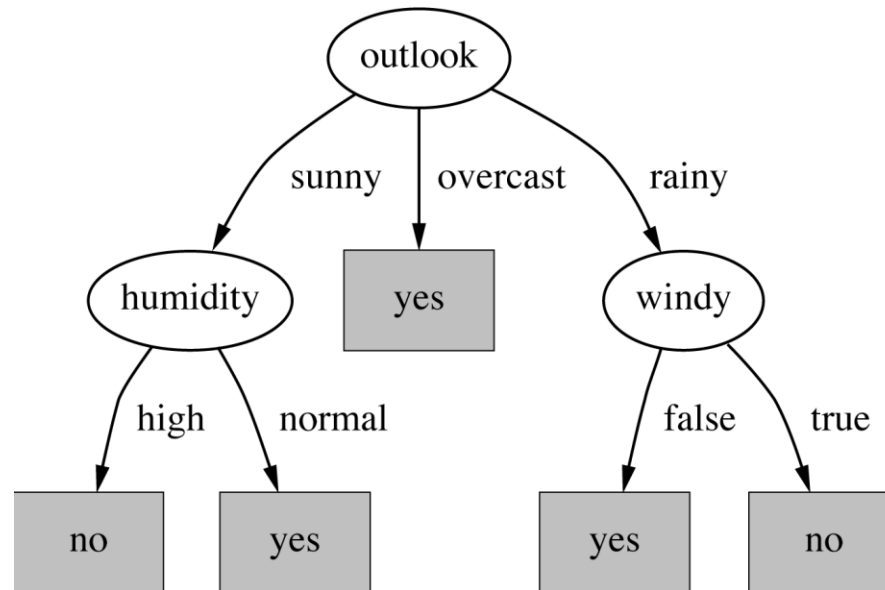 outlook
sunny overcast rainy
humidity yes windy
high normal false true
no yes yes no